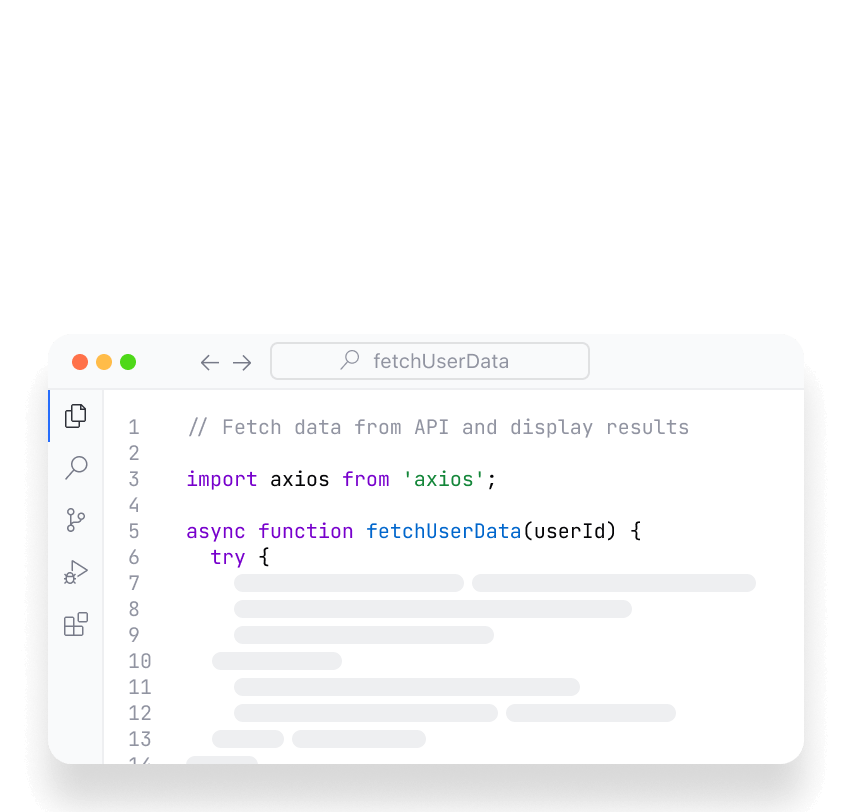 fetchUserData
1 // Fetch data from API and display results
2
3 import axios from 'axios';
4
5 async function fetchUserData(userId) {
6 try {
7
8
9
10
11
12
13
14